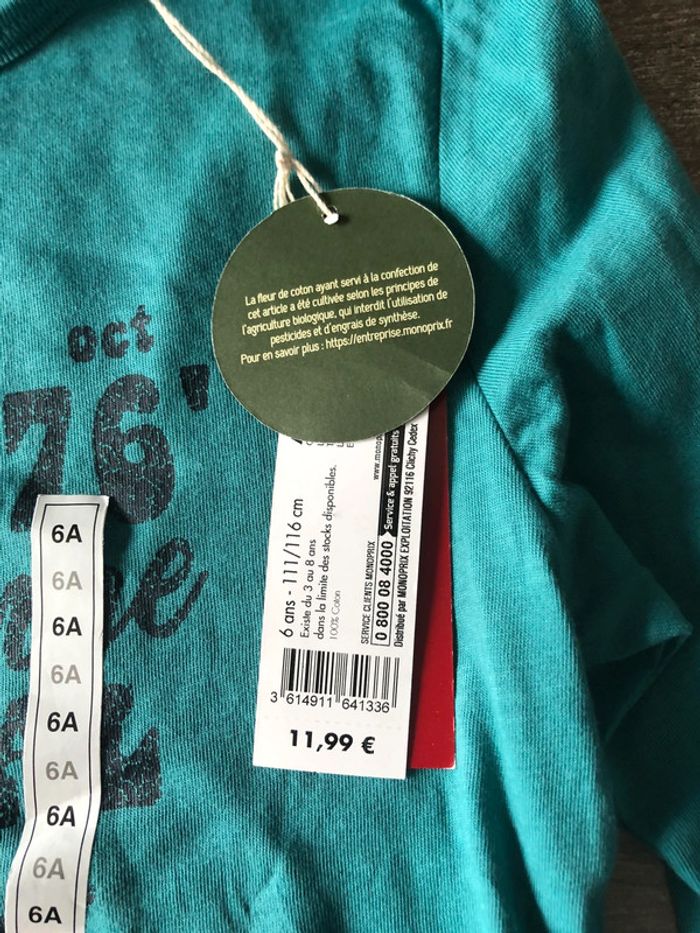 La fleur de coton ayant servi à la confection de
cet article a été cultivée selon les principes de
l'agriculture biologique, qui interdit l'utilisation de
pesticides et d'engrais de synthèse.
Pour en savoir plus : https://entreprise.monoprix.fr
oct
76'
6A
6A
6A
6A
6A
6A
6A
6A
6A
6 ans - 111/116 cm
Existe du 3 au 8 ans
dans la limite des stocks disponibles.
100% Coton
www.monop
SERVICE CLIENTS MONOPRIX
0 800 08 4000 Service & appel gratuits
Distribué par MONOPRIX EXPLOITATION 92116 Clichy Cedex
3 614911 641336
11,99 €